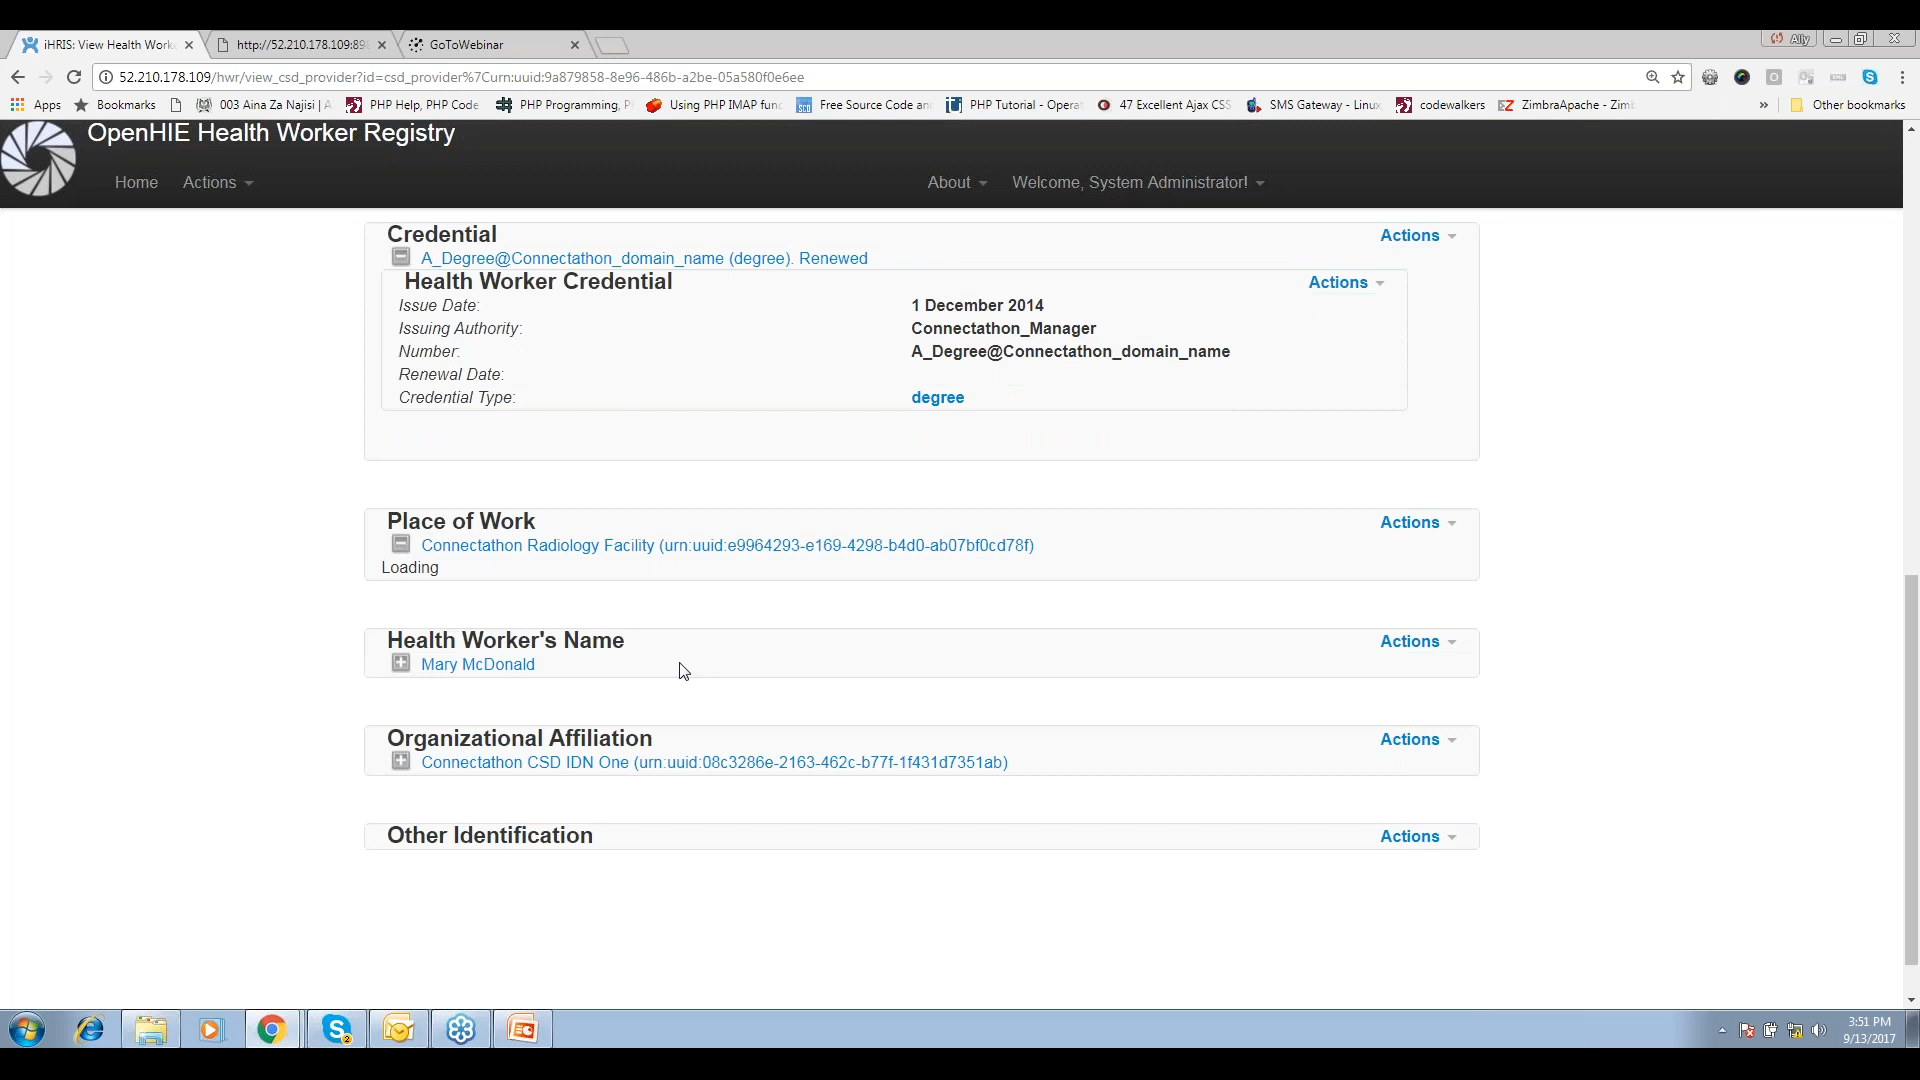 iHRIS: View Health Work
http://52.210.178.109:898
GoToWebinar
Ally
52.210.178.109/hwr/view_csd_provider?id=csd_provider%7Curn:uuid:9a879858-8e96-486b-a2be-05a580f0e6ee
Apps
Bookmarks
003 Aina Za Najisi | A
PHP Help, PHP Code
PHP Programming, P
Using PHP IMAP func
Free Source Code and
PHP Tutorial - Operat
47 Excellent Ajax CSS
SMS Gateway - Linux
codewalkers
ZimbraApache - Zimb
»
Other bookmarks
OpenHIE Health Worker Registry
Home
Actions
About
Welcome, System Administrator!
Credential
Actions
A_Degree@Connectathon_domain_name (degree). Renewed
Health Worker Credential
Actions
Issue Date: 1 December 2014
Issuing Authority: Connectathon_Manager
Number: A_Degree@Connectathon_domain_name
Renewal Date:
Credential Type: degree
Place of Work
Actions
Connectathon Radiology Facility (urn:uuid:e9964293-e169-4298-b4d0-ab07bf0cd78f)
Loading
Health Worker's Name
Actions
Mary McDonald
Organizational Affiliation
Actions
Connectathon CSD IDN One (urn:uuid:08c3286e-2163-462c-b77f-1f431d7351ab)
Other Identification
Actions
2
3:51 PM
9/13/2017